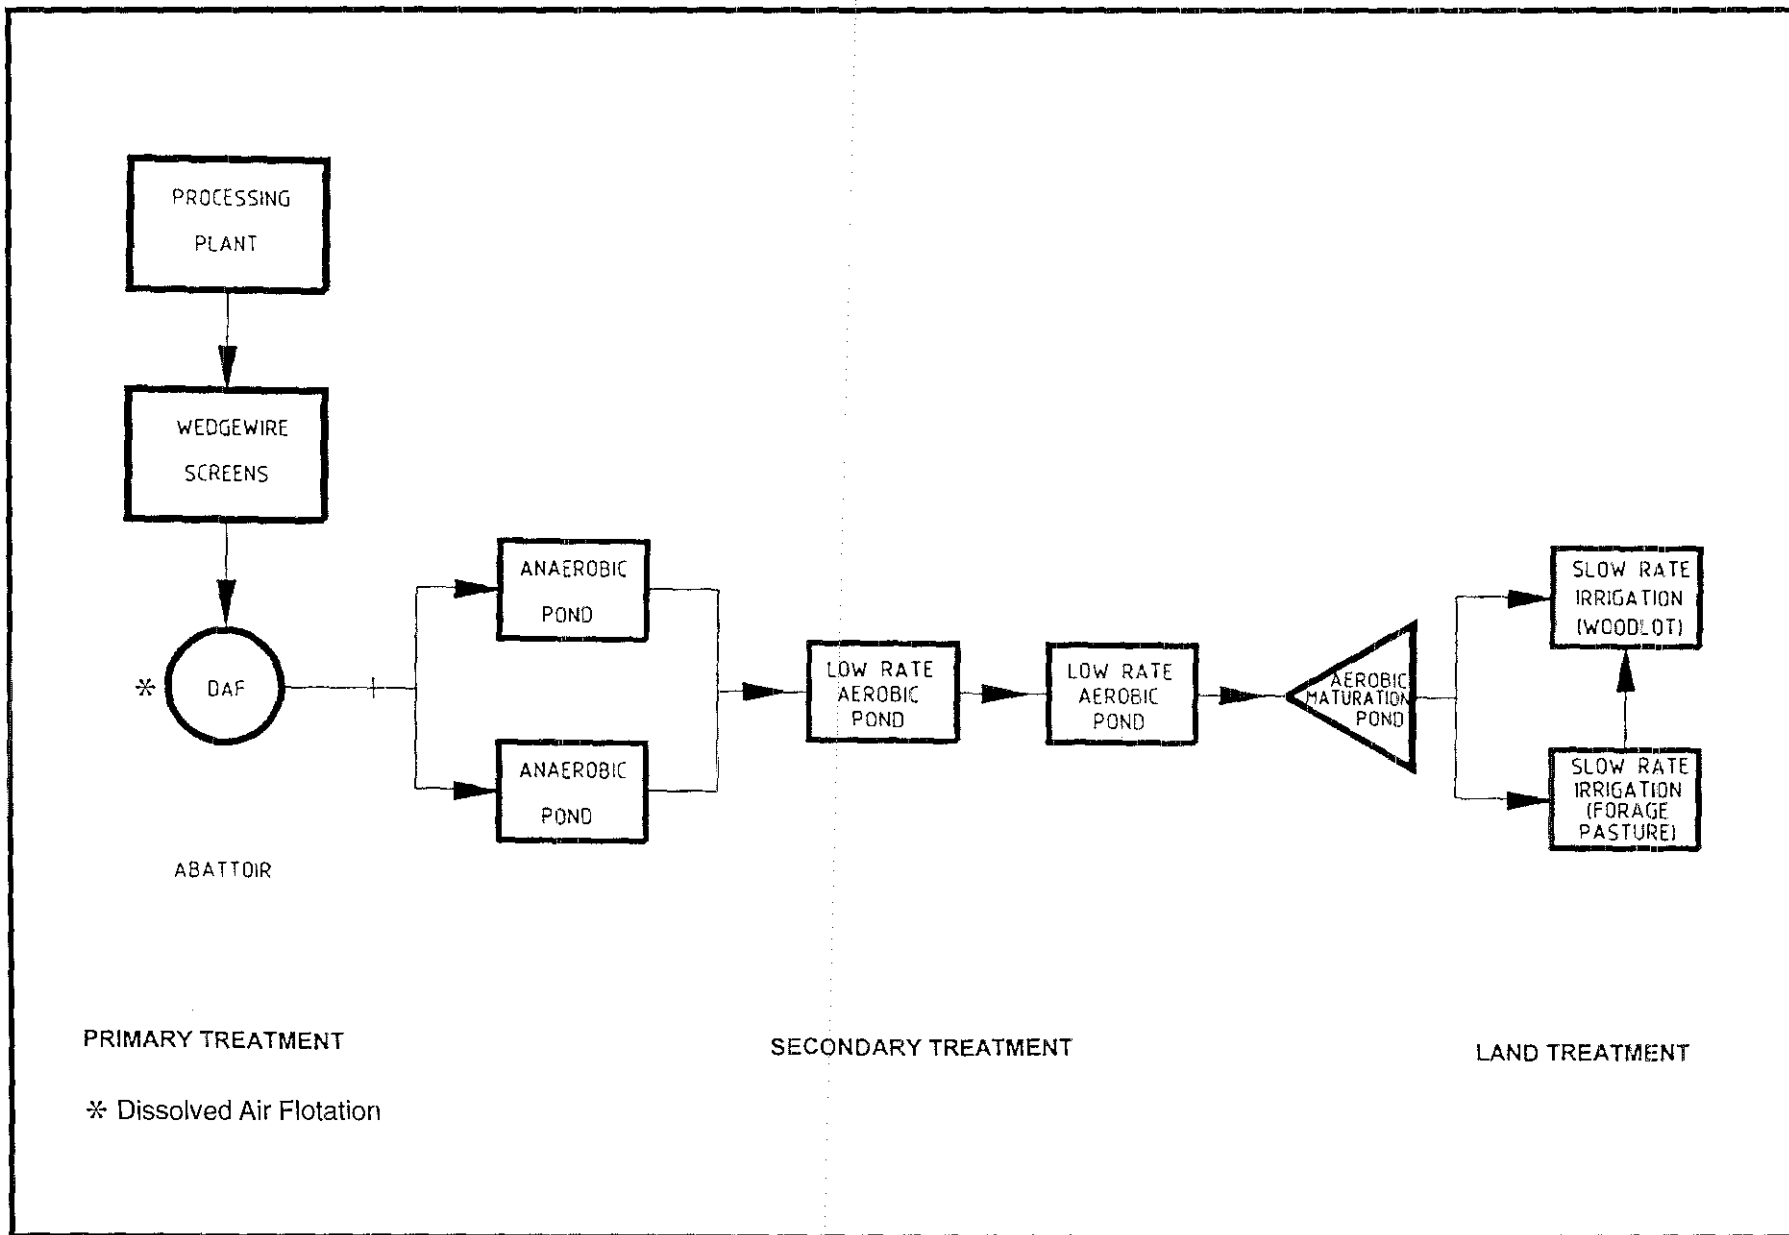 PROCESSING
PLANT
WEDGEWIRE
SCREENS
* DAF
ABATTOIR
ANAEROBIC
POND
ANAEROBIC
POND
LOW RATE
AEROBIC
POND
LOW RATE
AEROBIC
POND
AEROBIC
MATURATION
POND
SLOW RATE
IRRIGATION
(WOODLOT)
SLOW RATE
IRRIGATION
(FORAGE
PASTURE)
PRIMARY TREATMENT
SECONDARY TREATMENT
LAND TREATMENT
* Dissolved Air Flotation